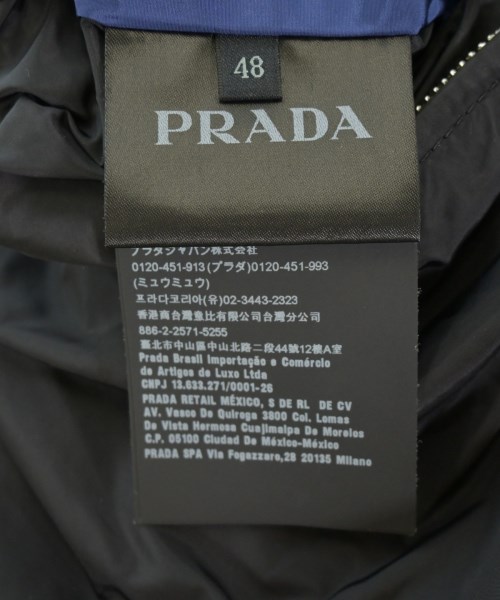 48
PRADA
プラダジャパン株式会社
0120-451-913(プラダ)0120-451-993
(ミュウミュウ)
프라다코리아(유)02-3443-2323
香港商台灣意比有限公司台灣分公司
886-2-2571-5255
臺北市中山區中山北路二段44號12樓A室
Prada Brasil Importação e Comércio
de Artigos de Luxo Ltda
CNPJ 13.633.271/0001-26
PRADA RETAIL MÉXICO, S DE RL DE CV
AV. Vasco De Quiroga 3800 Col. Lomas
De Vista Hermosa Cuajimalpa De Morelos
C.P. 05100 Ciudad De México-México
PRADA SPA Via Fogazzaro,28 20135 Milano